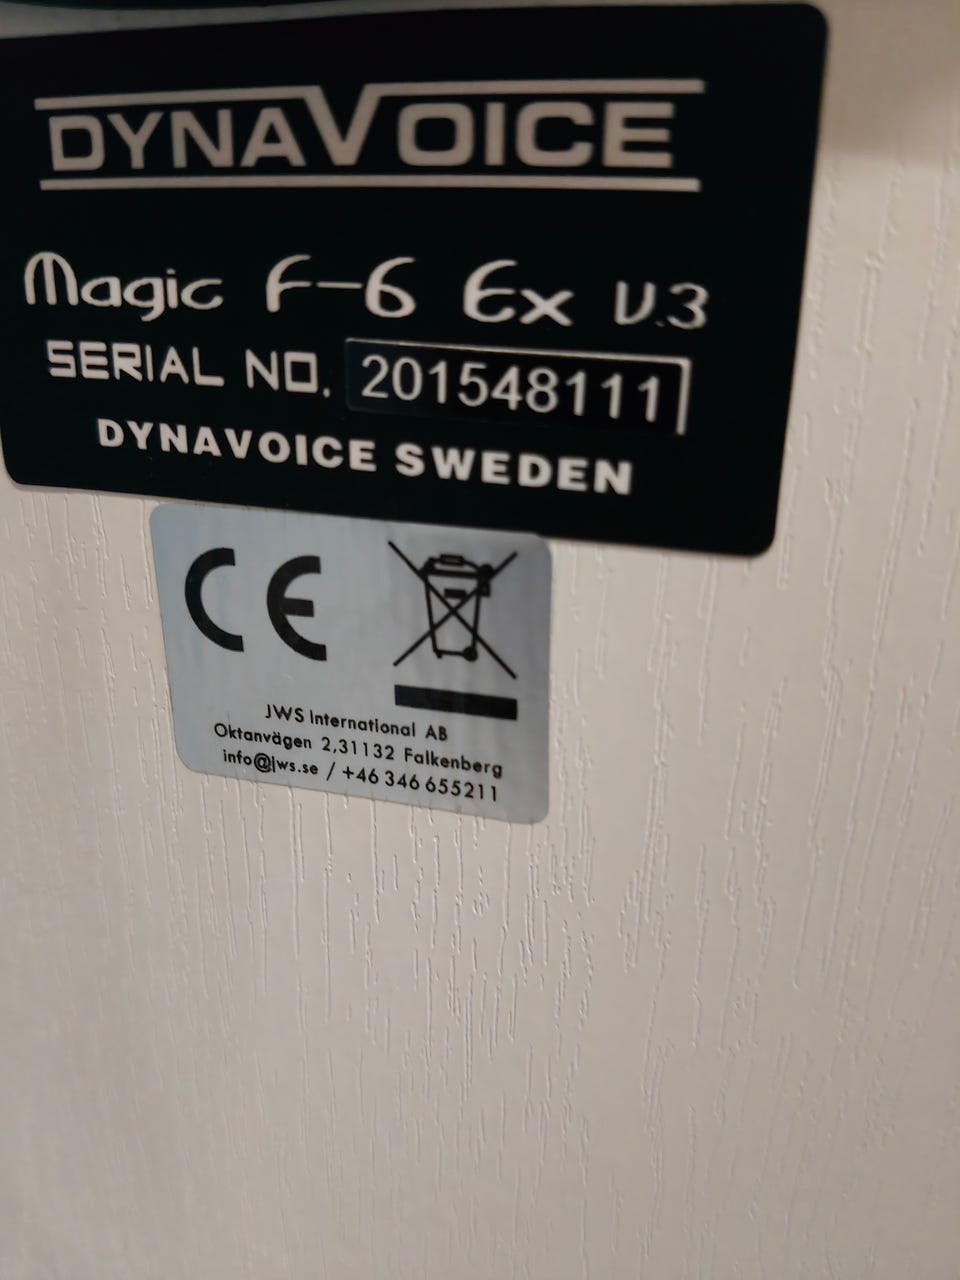 DYNAVOICE
Magic F-6 Ex V.3
SERIAL NO. 201548111
DYNAVOICE SWEDEN
CE
JWS International AB
Oktanvägen 2,31132 Falkenberg
info@jws.se / +46 346 655211